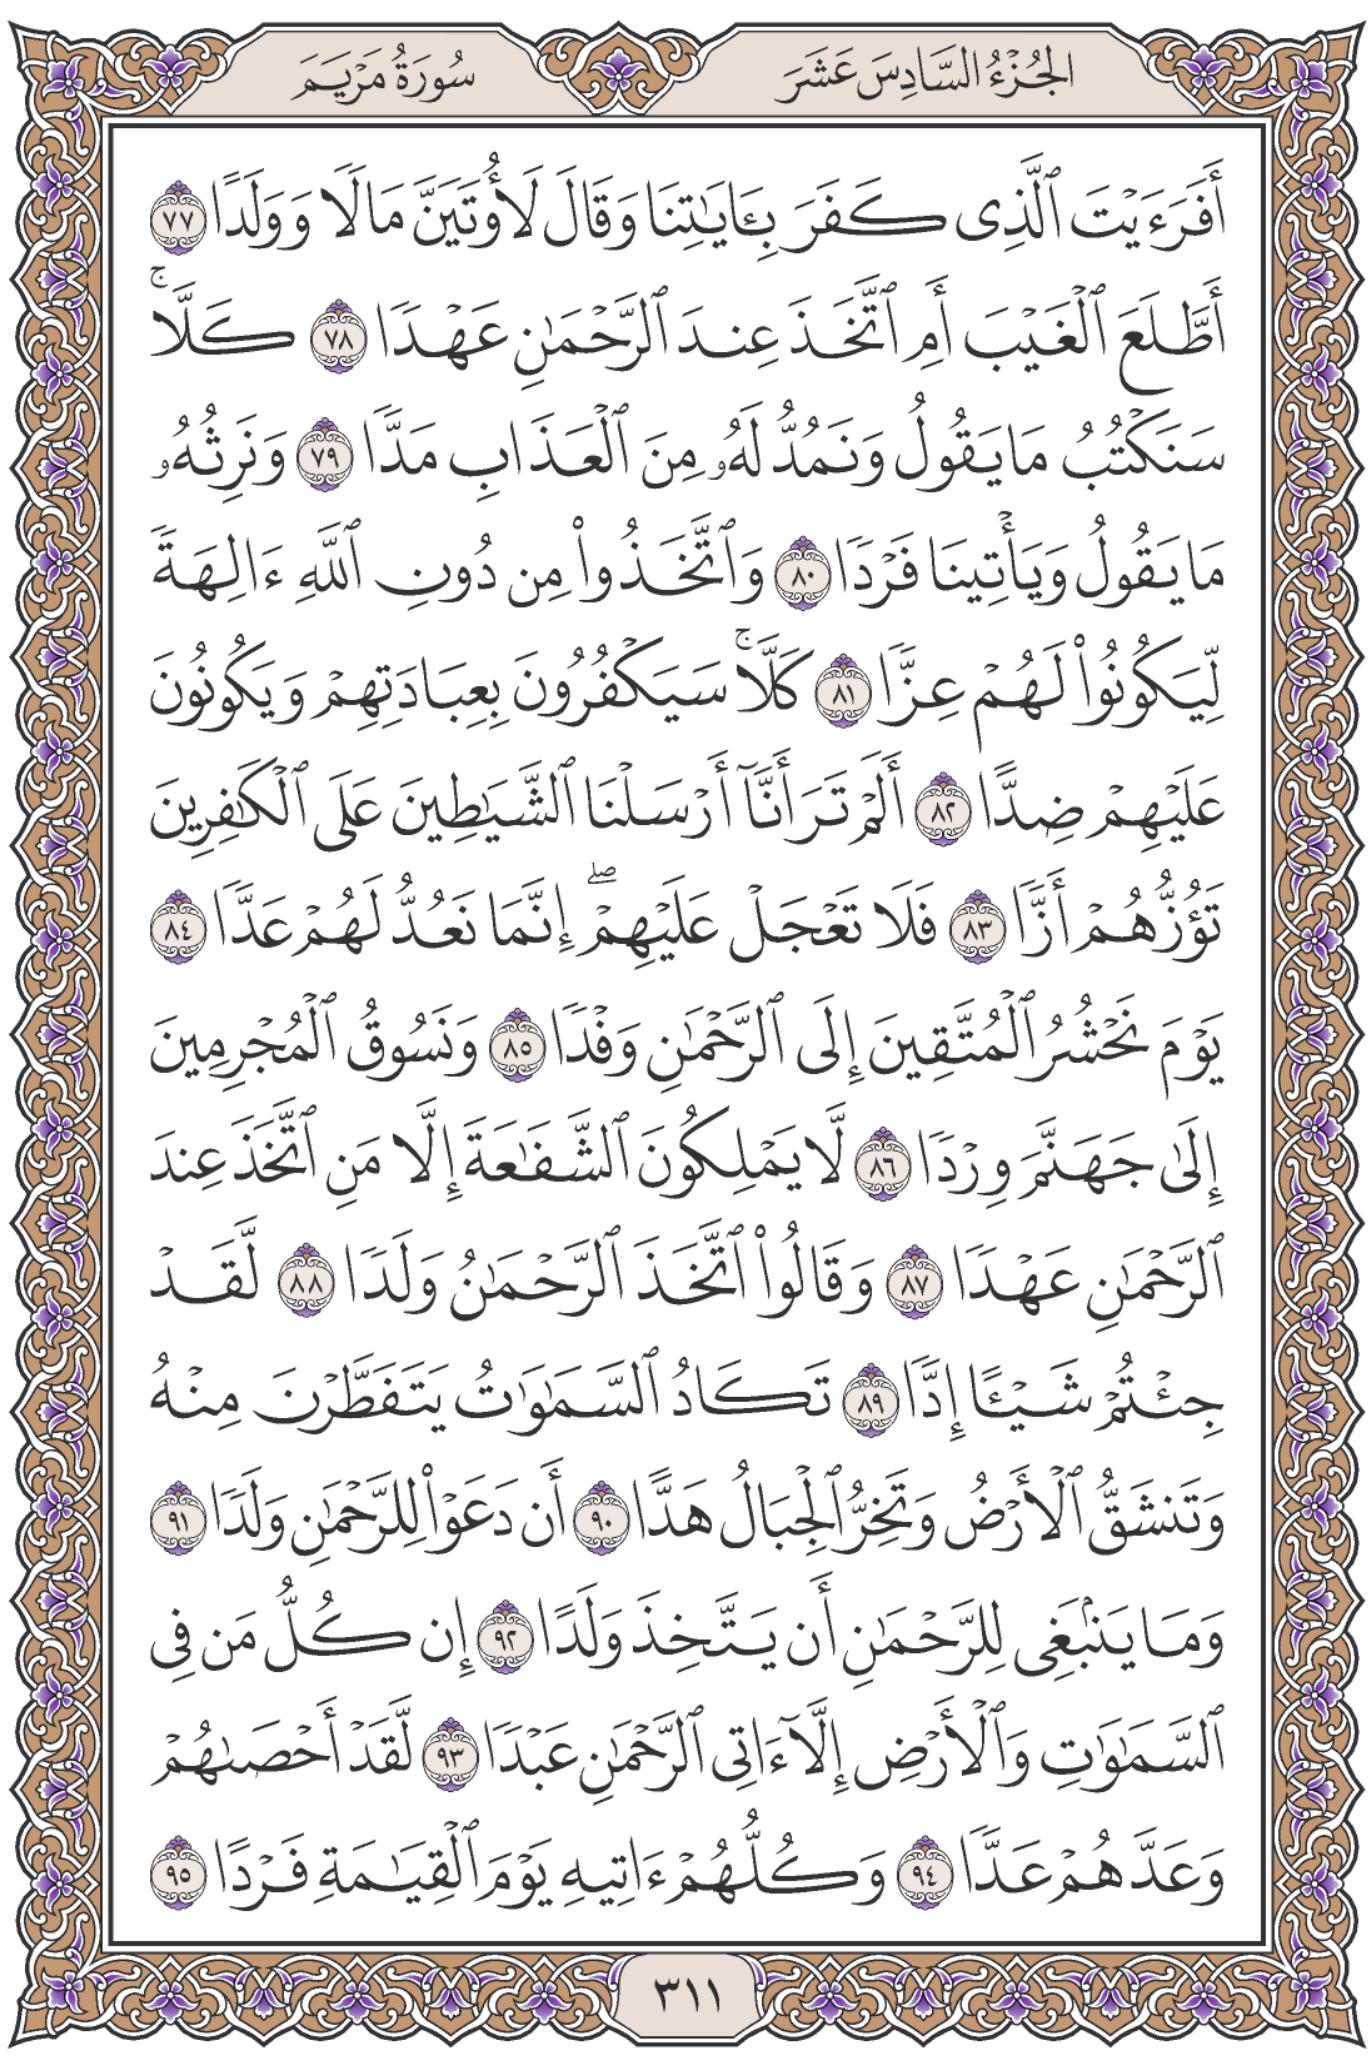 الجُزْءُ السَّادِسَ عَشَرَ
سُورَةُ مَرْيَمَ
أَفَرَءَيْتَ ٱلَّذِى كَفَرَ بِـَٔايَـٰتِنَا وَقَالَ لَأُوتَيَنَّ مَالًا وَوَلَدًا ٧٧
أَطَّلَعَ ٱلْغَيْبَ أَمِ ٱتَّخَذَ عِندَ ٱلرَّحْمَـٰنِ عَهْدًا ٧٨ كَلَّا ۚ
سَنَكْتُبُ مَا يَقُولُ وَنَمُدُّ لَهُۥ مِنَ ٱلْعَذَابِ مَدًّا ٧٩ وَنَرِثُهُۥ
مَا يَقُولُ وَيَأْتِينَا فَرْدًا ٨٠ وَٱتَّخَذُوا۟ مِن دُونِ ٱللَّهِ ءَالِهَةً
لِّيَكُونُوا۟ لَهُمْ عِزًّا ٨١ كَلَّا ۚ سَيَكْفُرُونَ بِعِبَادَتِهِمْ وَيَكُونُونَ
عَلَيْهِمْ ضِدًّا ٨٢ أَلَمْ تَرَ أَنَّآ أَرْسَلْنَا ٱلشَّيَـٰطِينَ عَلَى ٱلْكَـٰفِرِينَ
تَؤُزُّهُمْ أَزًّا ٨٣ فَلَا تَعْجَلْ عَلَيْهِمْ ۖ إِنَّمَا نَعُدُّ لَهُمْ عَدًّا ٨٤
يَوْمَ نَحْشُرُ ٱلْمُتَّقِينَ إِلَى ٱلرَّحْمَـٰنِ وَفْدًا ٨٥ وَنَسُوقُ ٱلْمُجْرِمِينَ
إِلَىٰ جَهَنَّمَ وِرْدًا ٨٦ لَّا يَمْلِكُونَ ٱلشَّفَـٰعَةَ إِلَّا مَنِ ٱتَّخَذَ عِندَ
ٱلرَّحْمَـٰنِ عَهْدًا ٨٧ وَقَالُوا۟ ٱتَّخَذَ ٱلرَّحْمَـٰنُ وَلَدًا ٨٨ لَّقَدْ
جِئْتُمْ شَيْـًٔا إِدًّا ٨٩ تَكَادُ ٱلسَّمَـٰوَٰتُ يَتَفَطَّرْنَ مِنْهُ
وَتَنشَقُّ ٱلْأَرْضُ وَتَخِرُّ ٱلْجِبَالُ هَدًّا ٩٠ أَن دَعَوْا۟ لِلرَّحْمَـٰنِ وَلَدًا ٩١
وَمَا يَنۢبَغِى لِلرَّحْمَـٰنِ أَن يَتَّخِذَ وَلَدًا ٩٢ إِن كُلُّ مَن فِى
ٱلسَّمَـٰوَٰتِ وَٱلْأَرْضِ إِلَّآ ءَاتِى ٱلرَّحْمَـٰنِ عَبْدًا ٩٣ لَّقَدْ أَحْصَىٰهُمْ
وَعَدَّهُمْ عَدًّا ٩٤ وَكُلُّهُمْ ءَاتِيهِ يَوْمَ ٱلْقِيَـٰمَةِ فَرْدًا ٩٥
٣١١